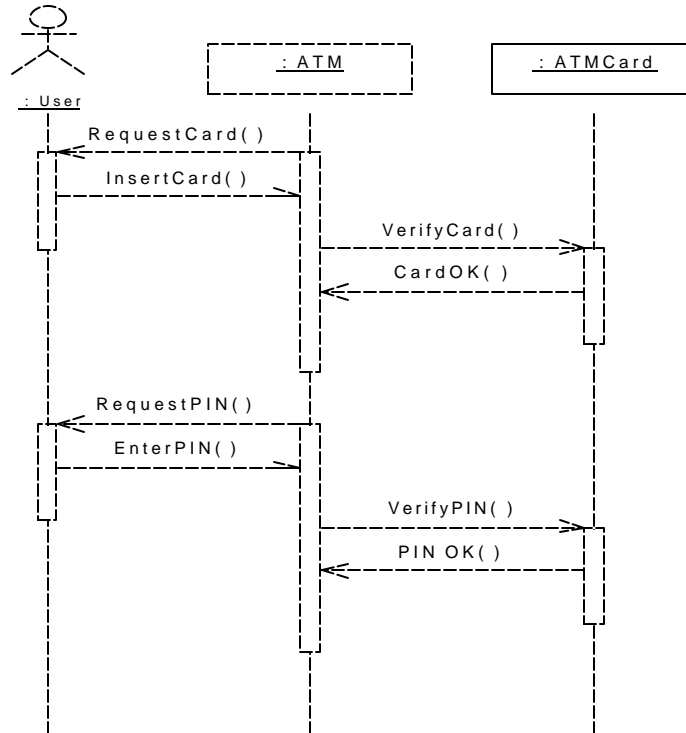 : User
: ATM
: ATMCard
RequestCard( )
InsertCard( )
VerifyCard( )
CardOK( )
RequestPIN( )
EnterPIN( )
VerifyPIN( )
PIN OK( )